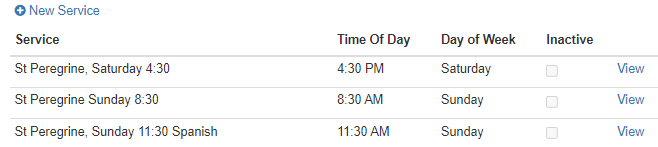 New Service
Service Time Of Day Day of Week Inactive
St Peregrine, Saturday 4:30 4:30 PM Saturday View
St Peregrine Sunday 8:30 8:30 AM Sunday View
St Peregrine, Sunday 11:30 Spanish 11:30 AM Sunday View